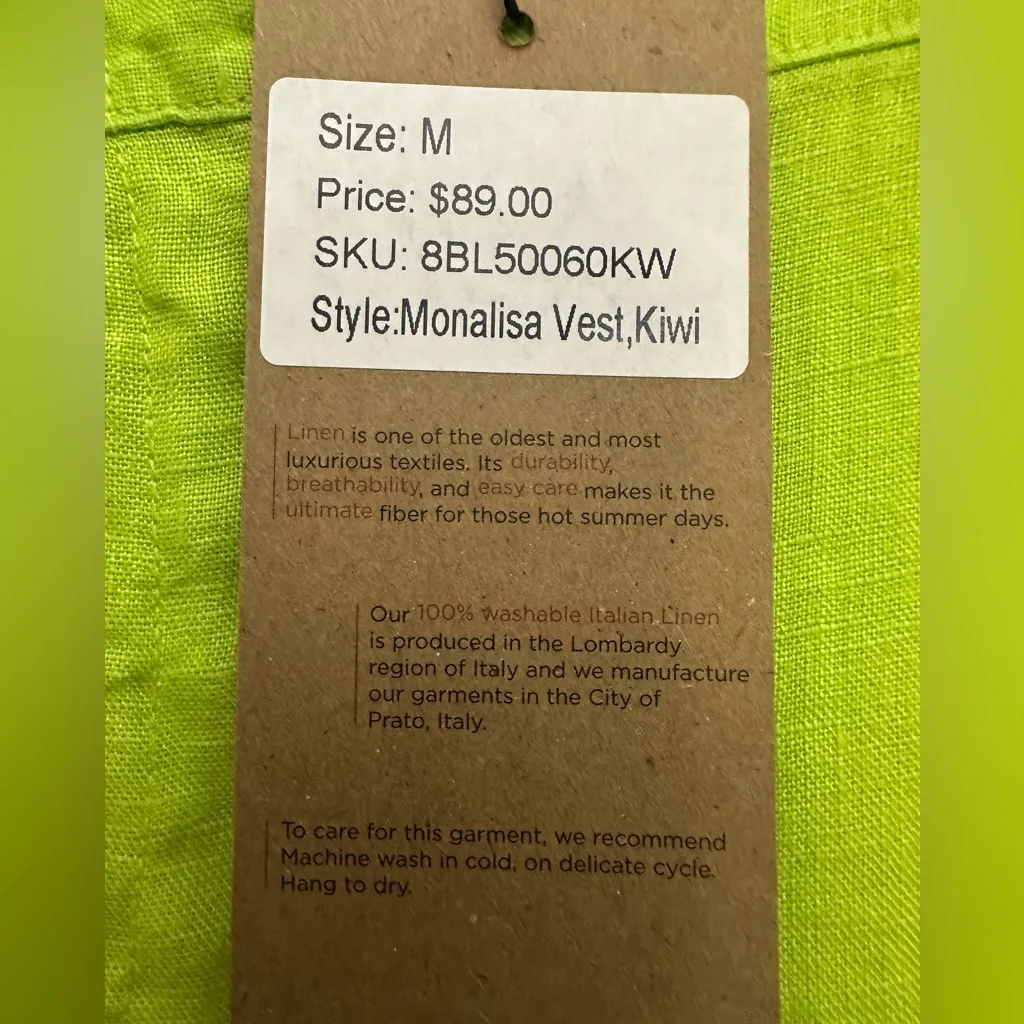 Size: M
Price: $89.00
SKU: 8BL50060KW
Style:Monalisa Vest,Kiwi
Linen is one of the oldest and most
luxurious textiles. Its durability,
breathability, and easy care makes it the
ultimate fiber for those hot summer days.
Our 100% washable Italian Linen
is produced in the Lombardy
region of Italy and we manufacture
our garments in the City of
Prato, Italy.
To care for this garment, we recommend
Machine wash in cold, on delicate cycle.
Hang to dry.